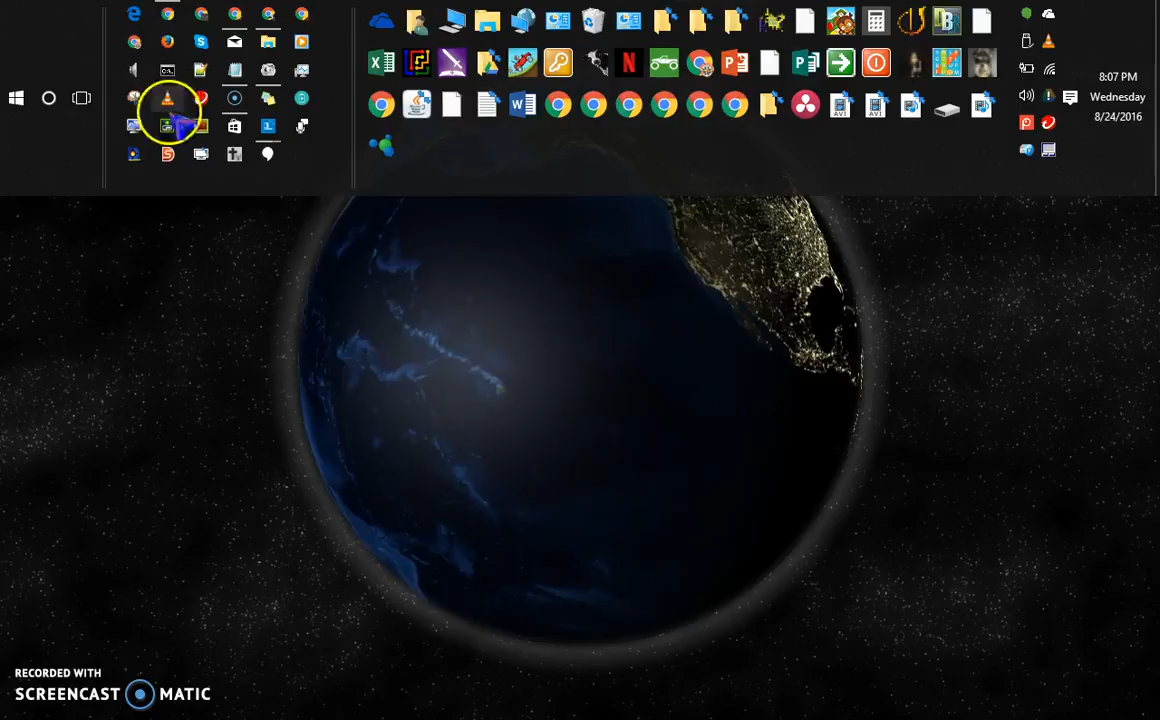 8:07 PM
Wednesday
8/24/2016
RECORDED WITH
SCREENCAST MATIC